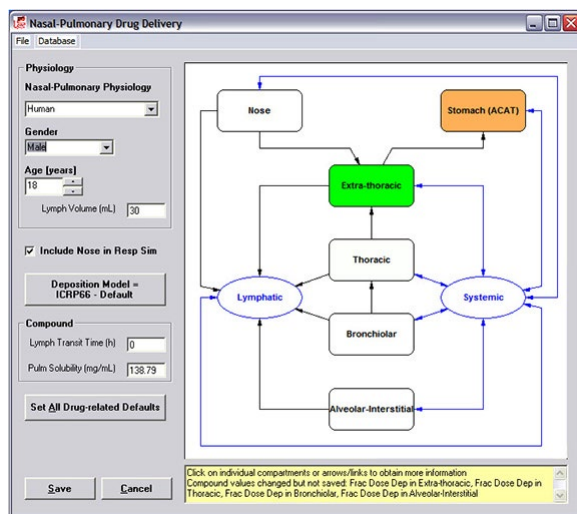 Nasal-Pulmonary Drug Delivery
File Database
Physiology
Nasal-Pulmonary Physiology
Human
Gender
Male
Age [years]
18
Lymph Volume (mL) 30
Include Nose in Resp Sim
Deposition Model =
ICRP66 - Default
Compound
Lymph Transit Time (h) 0
Pulm Solubility (mg/mL) 138.79
Set All Drug-related Defaults
Save Cancel
Nose
Stomach (ACAT)
Extra-thoracic
Thoracic
Lymphatic
Systemic
Bronchiolar
Alveolar-Interstitial
Click on individual compartments or arrows/links to obtain more information
Compound values changed but not saved: Frac Dose Dep in Extra-thoracic, Frac Dose Dep in
Thoracic, Frac Dose Dep in Bronchiolar, Frac Dose Dep in Alveolar-Interstitial